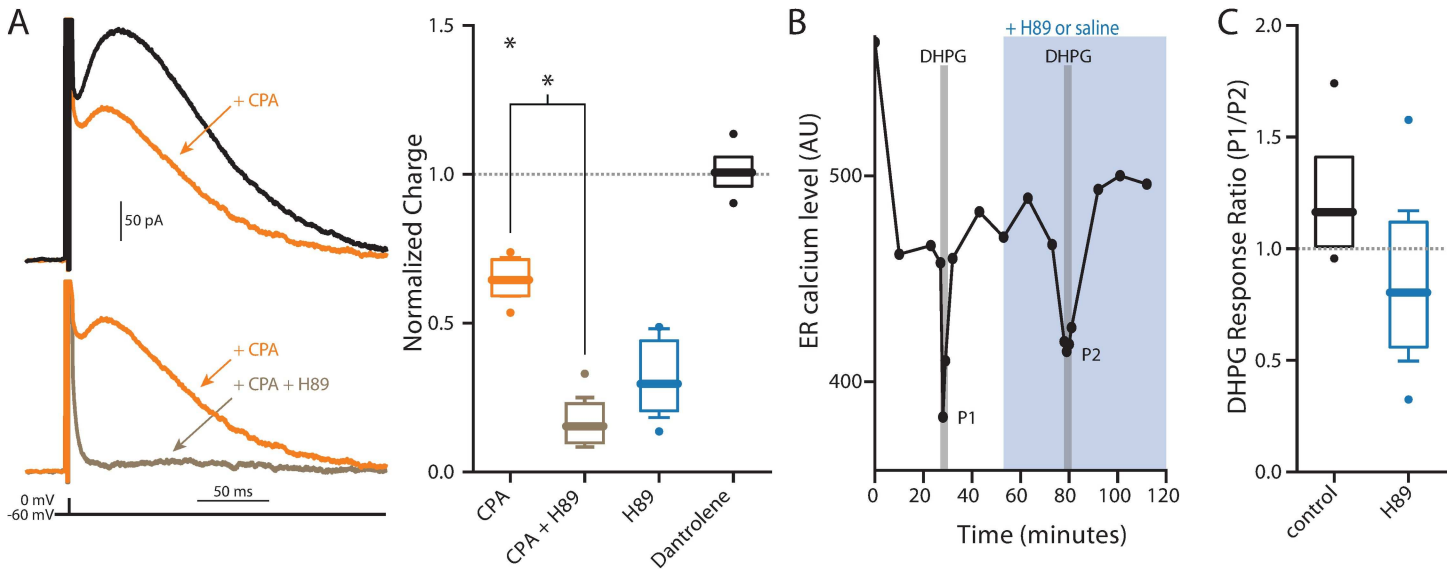 A
+ CPA
50 pA
+ CPA
+ CPA + H89
50 ms
0 mV
-60 mV
Normalized Charge
1.5
1.0
0.5
0.0
*
*
CPA
CPA + H89
H89
Dantrolene
B
+ H89 or saline
DHPG
DHPG
ER calcium level (AU)
500
400
P1
P2
0
20
40
60
80
100
120
Time (minutes)
C
DHPG Response Ratio (P1/P2)
2.0
1.5
1.0
0.5
0.0
control
H89